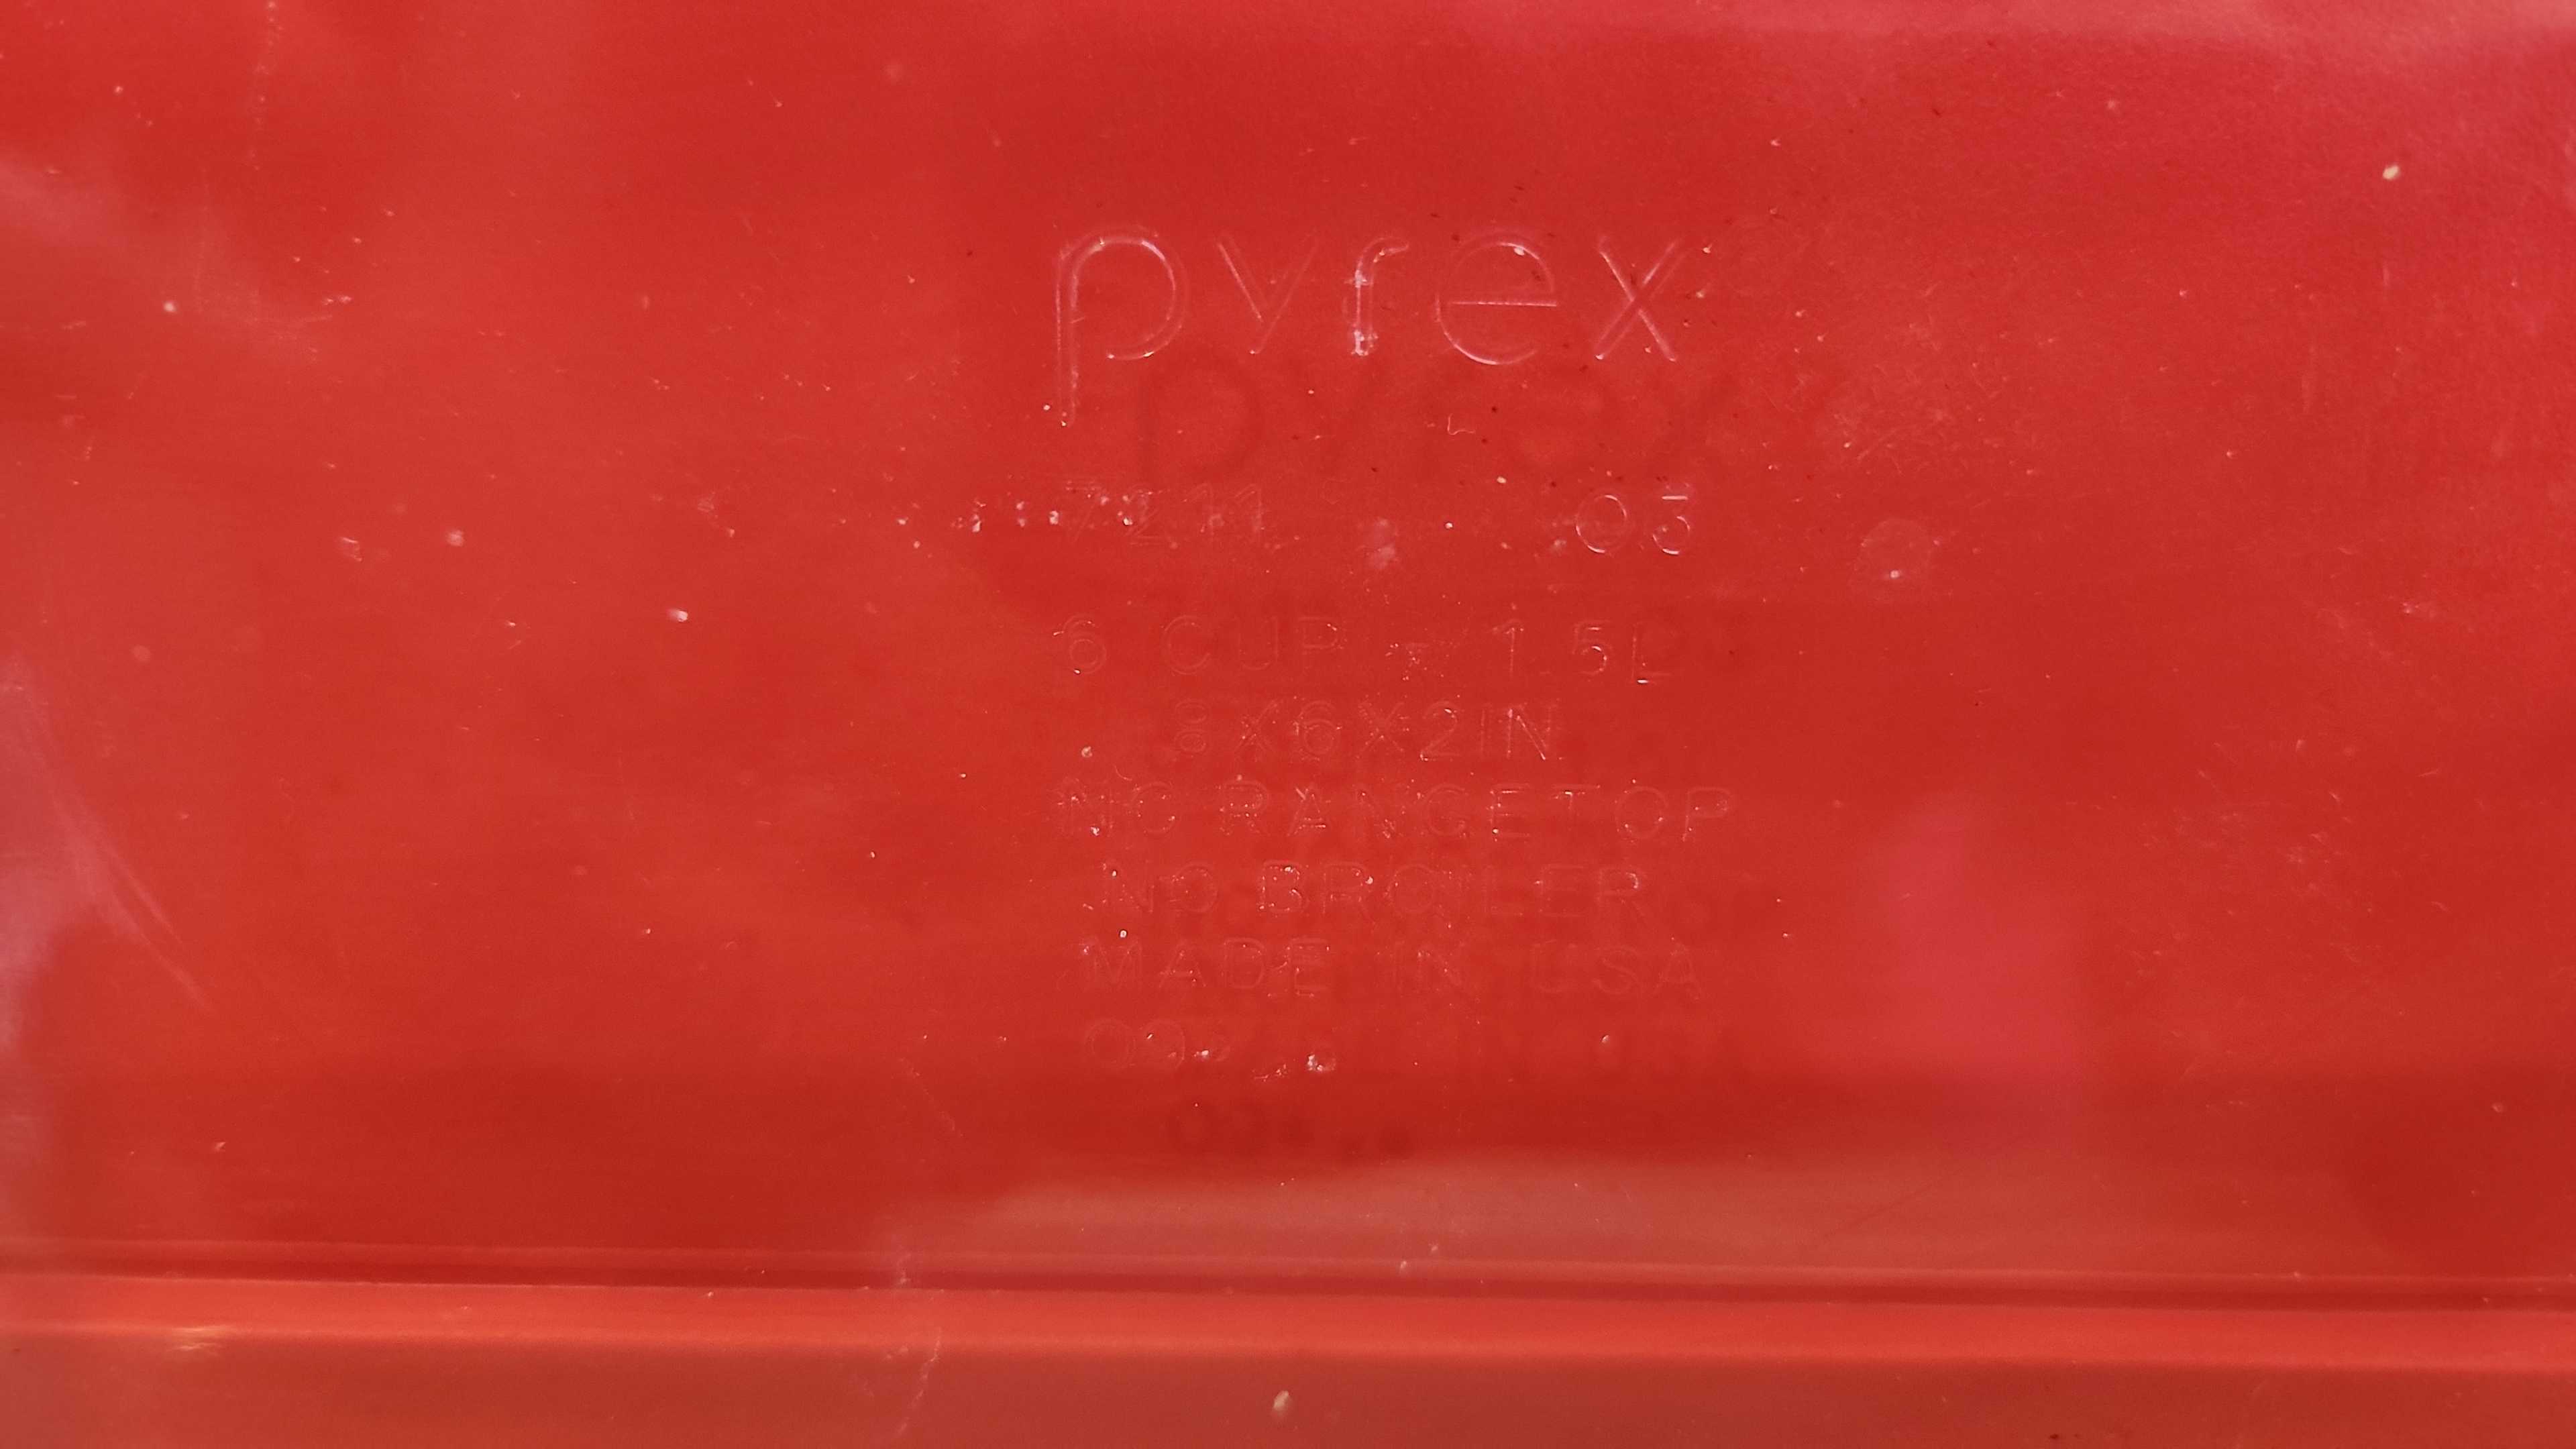 pyrex
7211 03
6 CUP - 1.5L
8X6X2IN
NO RANGETOP
NO BROILER
MADE IN USA